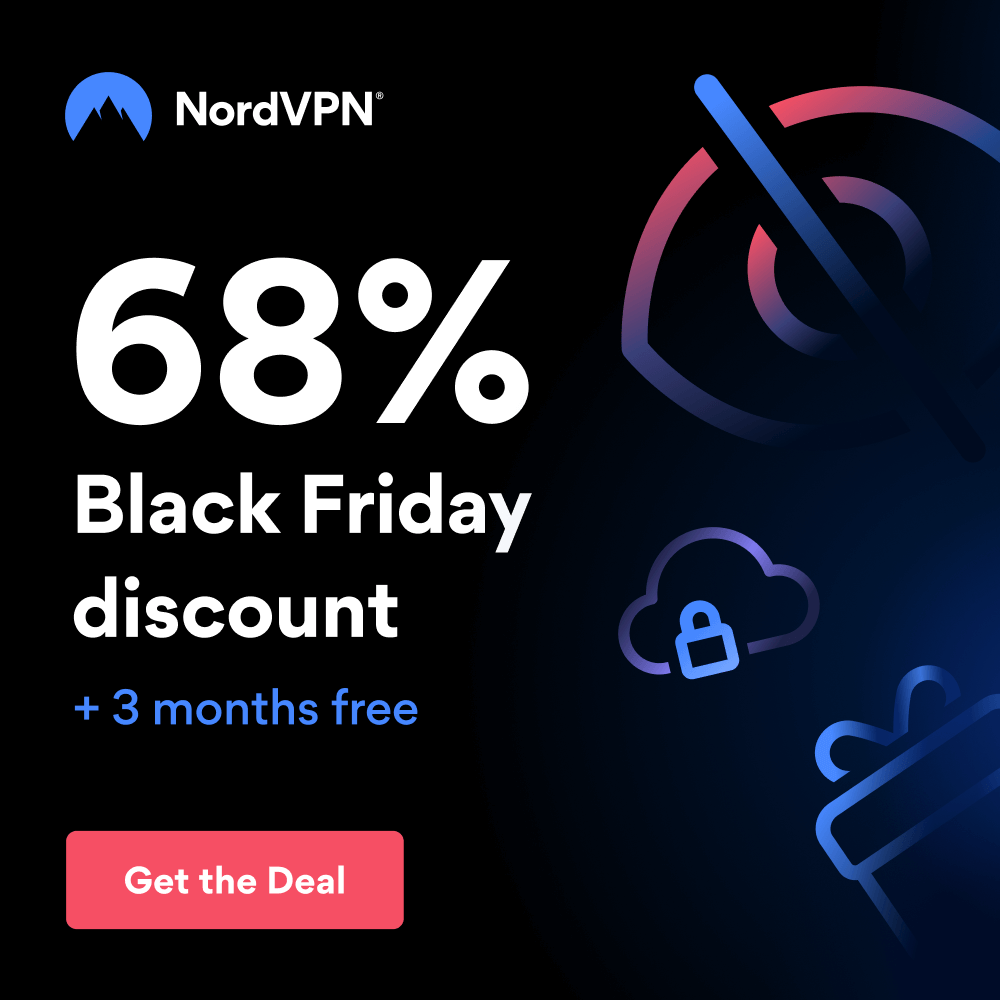 NordVPN®
68%
Black Friday
discount
+ 3 months free
Get the Deal